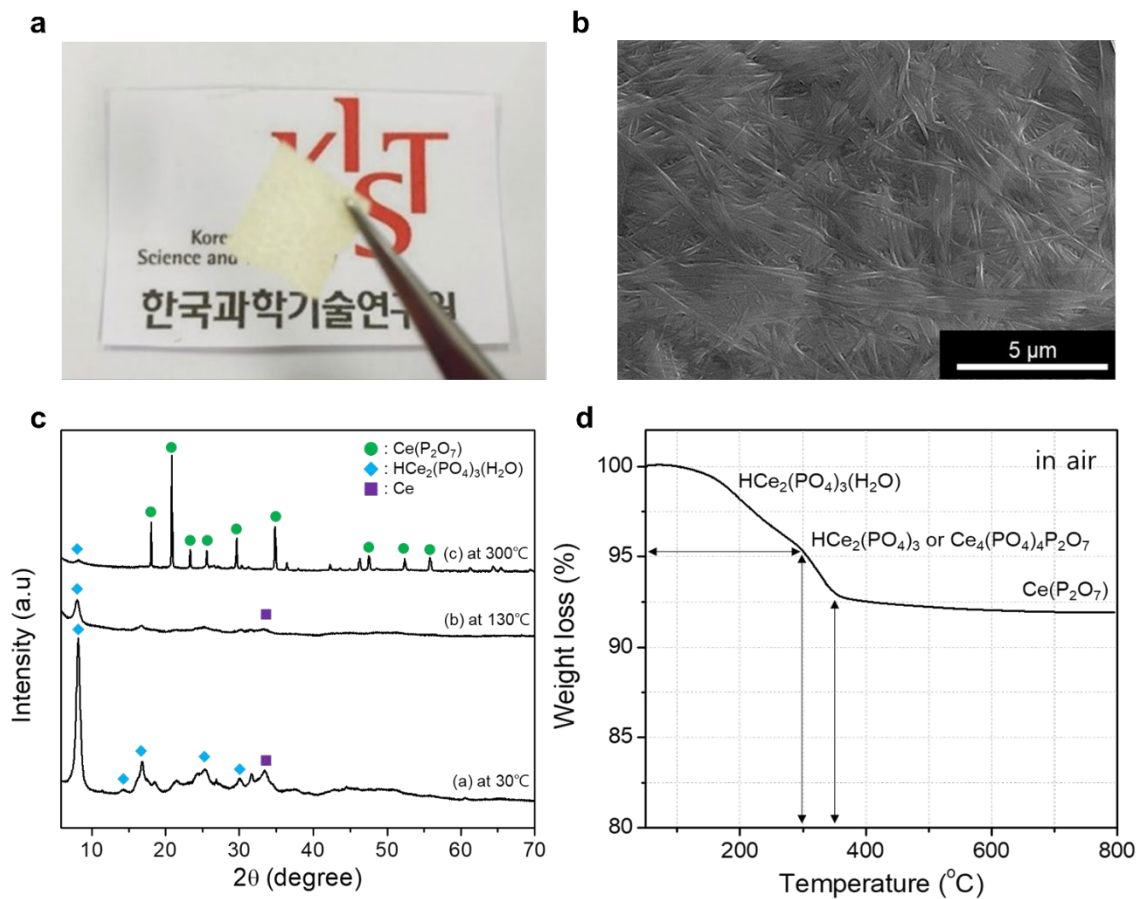 a
b
KIST
Kore
Science and
한국과학기술연구원
5 µm
c
d
Intensity (a.u)
: Ce(P₂O₇)
: HCe₂(PO₄)₃(H₂O)
: Ce
(c) at 300℃
(b) at 130℃
(a) at 30℃
10 20 30 40 50 60 70
2θ (degree)
Weight loss (%)
in air
100
HCe₂(PO₄)₃(H₂O)
HCe₂(PO₄)₃ or Ce₄(PO₄)₄P₂O₇
95
Ce(P₂O₇)
90
85
80
200 400 600 800
Temperature (°C)